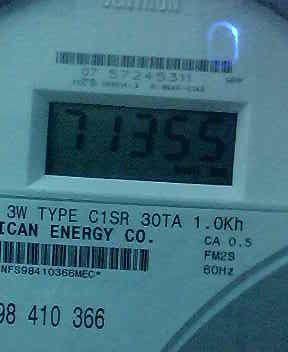 07 57245311
71355
3W TYPE C1SR 30TA 1.0Kh
ICAN ENERGY CO.
CA 0.5
FM2S
60Hz
NFS98410366MEC*
98 410 366